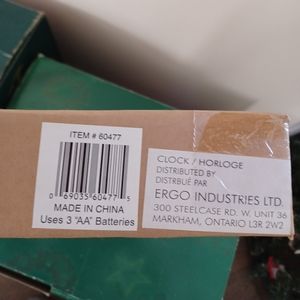 ITEM # 60477
0 69035 60477 5
MADE IN CHINA
Uses 3 "AA" Batteries
CLOCK / HORLOGE
DISTRIBUTED BY
DISTRBUÉ PAR
ERGO INDUSTRIES LTD.
300 STEELCASE RD. W. UNIT 36
MARKHAM, ONTARIO L3R 2W2